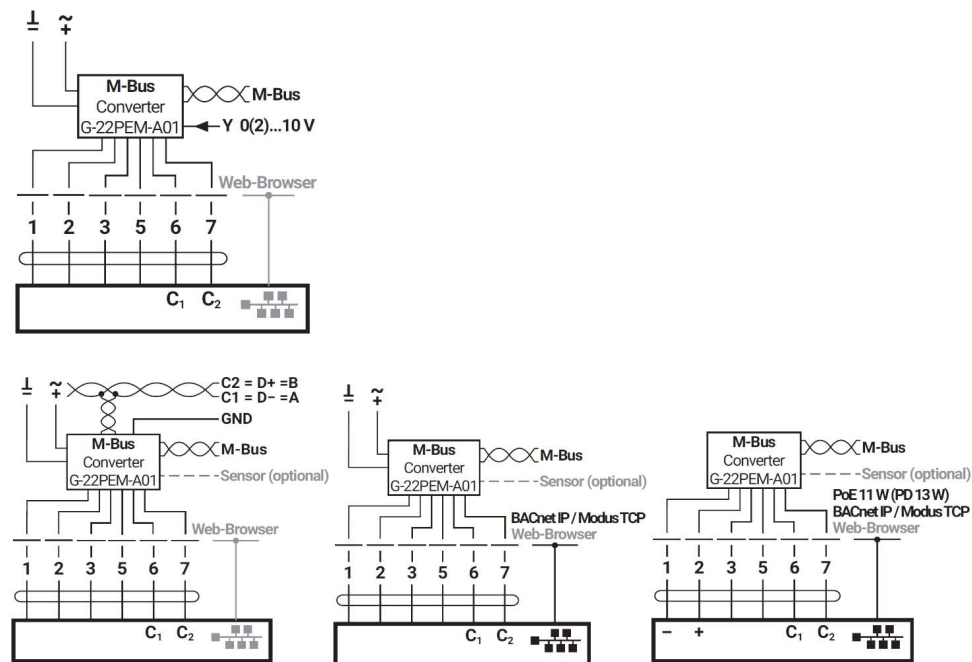 ⊥ ~
= +
M-Bus
Converter
G-22PEM-A01
M-Bus
Y 0(2)...10 V
Web-Browser
1 2 3 5 6 7
C₁ C₂
⊥ ~
= +
C2 = D+ =B
C1 = D− =A
GND
M-Bus
Converter
G-22PEM-A01
M-Bus
Sensor (optional)
Web-Browser
1 2 3 5 6 7
C₁ C₂
⊥ ~
= +
M-Bus
Converter
G-22PEM-A01
M-Bus
Sensor (optional)
BACnet IP / Modus TCP
Web-Browser
1 2 3 5 6 7
C₁ C₂
M-Bus
Converter
G-22PEM-A01
M-Bus
Sensor (optional)
PoE 11 W (PD 13 W)
BACnet IP / Modus TCP
Web-Browser
1 2 3 5 6 7
− + C₁ C₂